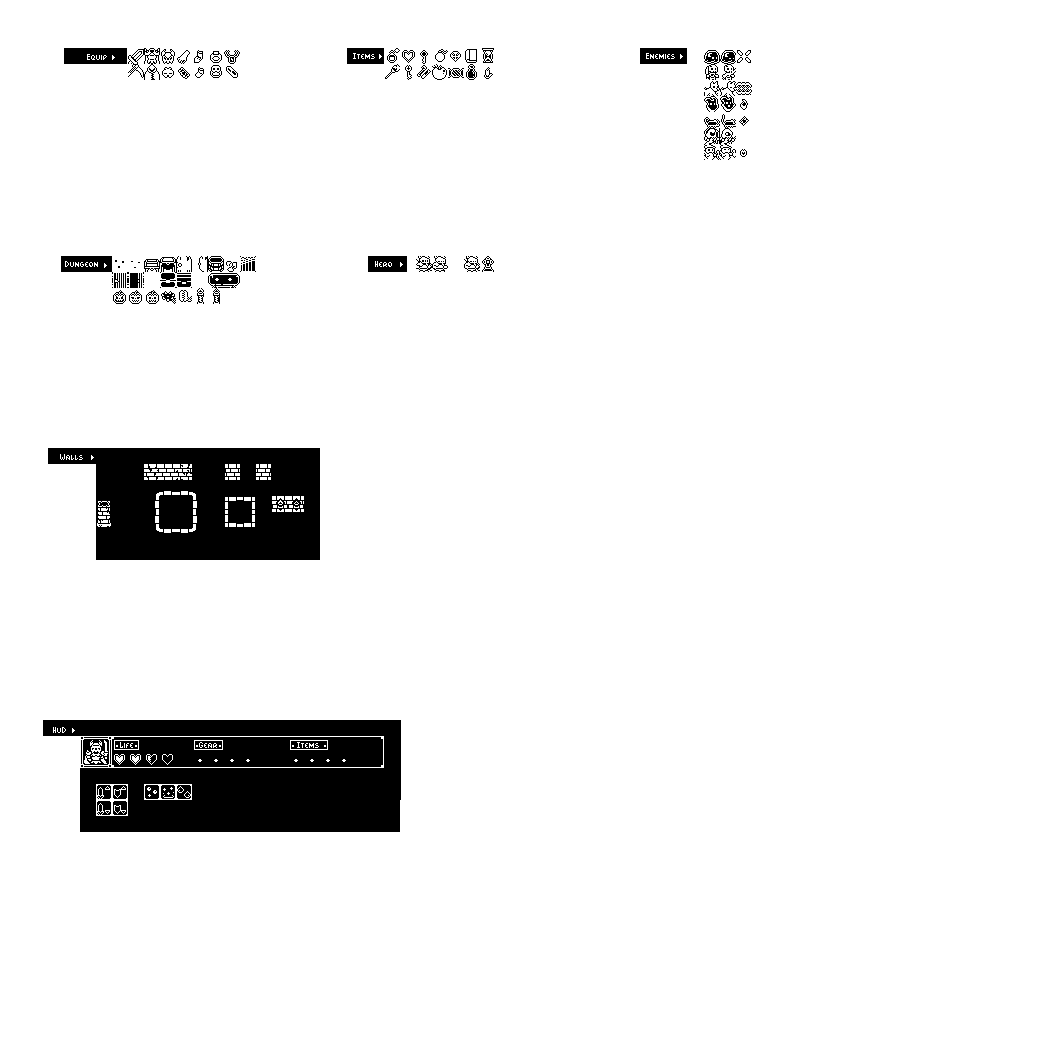 Equip
Items
Enemies
Dungeon
Hero
Walls
HUD
Life
Gear
Items